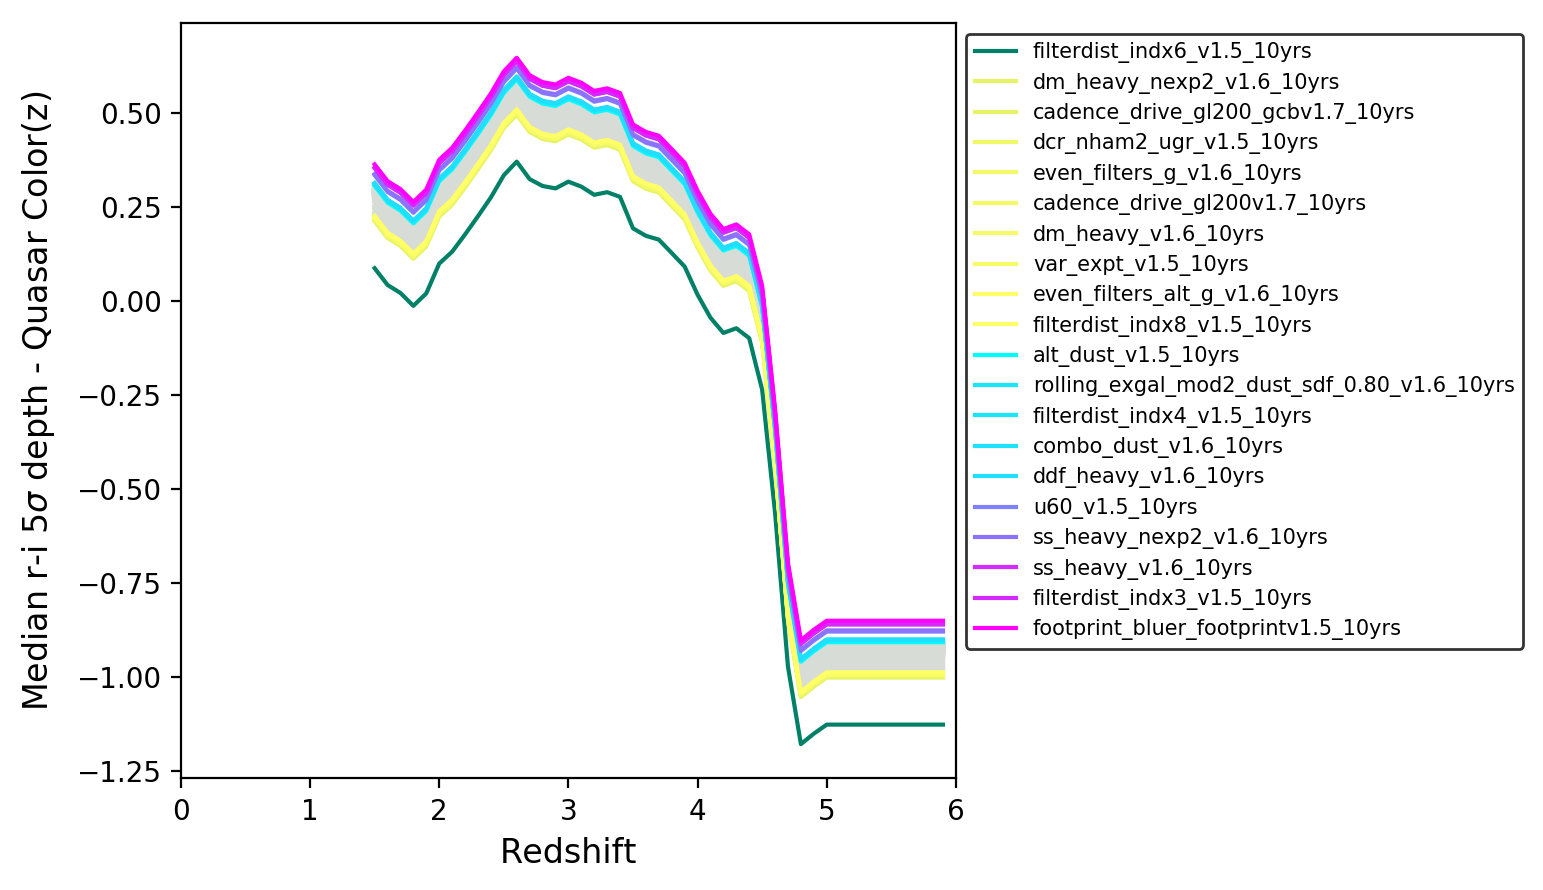 Median r-i 5σ depth - Quasar Color(z)
0.50
0.25
0.00
−0.25
−0.50
−0.75
−1.00
−1.25
0 1 2 3 4 5 6
Redshift
filterdist_indx6_v1.5_10yrs
dm_heavy_nexp2_v1.6_10yrs
cadence_drive_gl200_gcbv1.7_10yrs
dcr_nham2_ugr_v1.5_10yrs
even_filters_g_v1.6_10yrs
cadence_drive_gl200v1.7_10yrs
dm_heavy_v1.6_10yrs
var_expt_v1.5_10yrs
even_filters_alt_g_v1.6_10yrs
filterdist_indx8_v1.5_10yrs
alt_dust_v1.5_10yrs
rolling_exgal_mod2_dust_sdf_0.80_v1.6_10yrs
filterdist_indx4_v1.5_10yrs
combo_dust_v1.6_10yrs
ddf_heavy_v1.6_10yrs
u60_v1.5_10yrs
ss_heavy_nexp2_v1.6_10yrs
ss_heavy_v1.6_10yrs
filterdist_indx3_v1.5_10yrs
footprint_bluer_footprintv1.5_10yrs